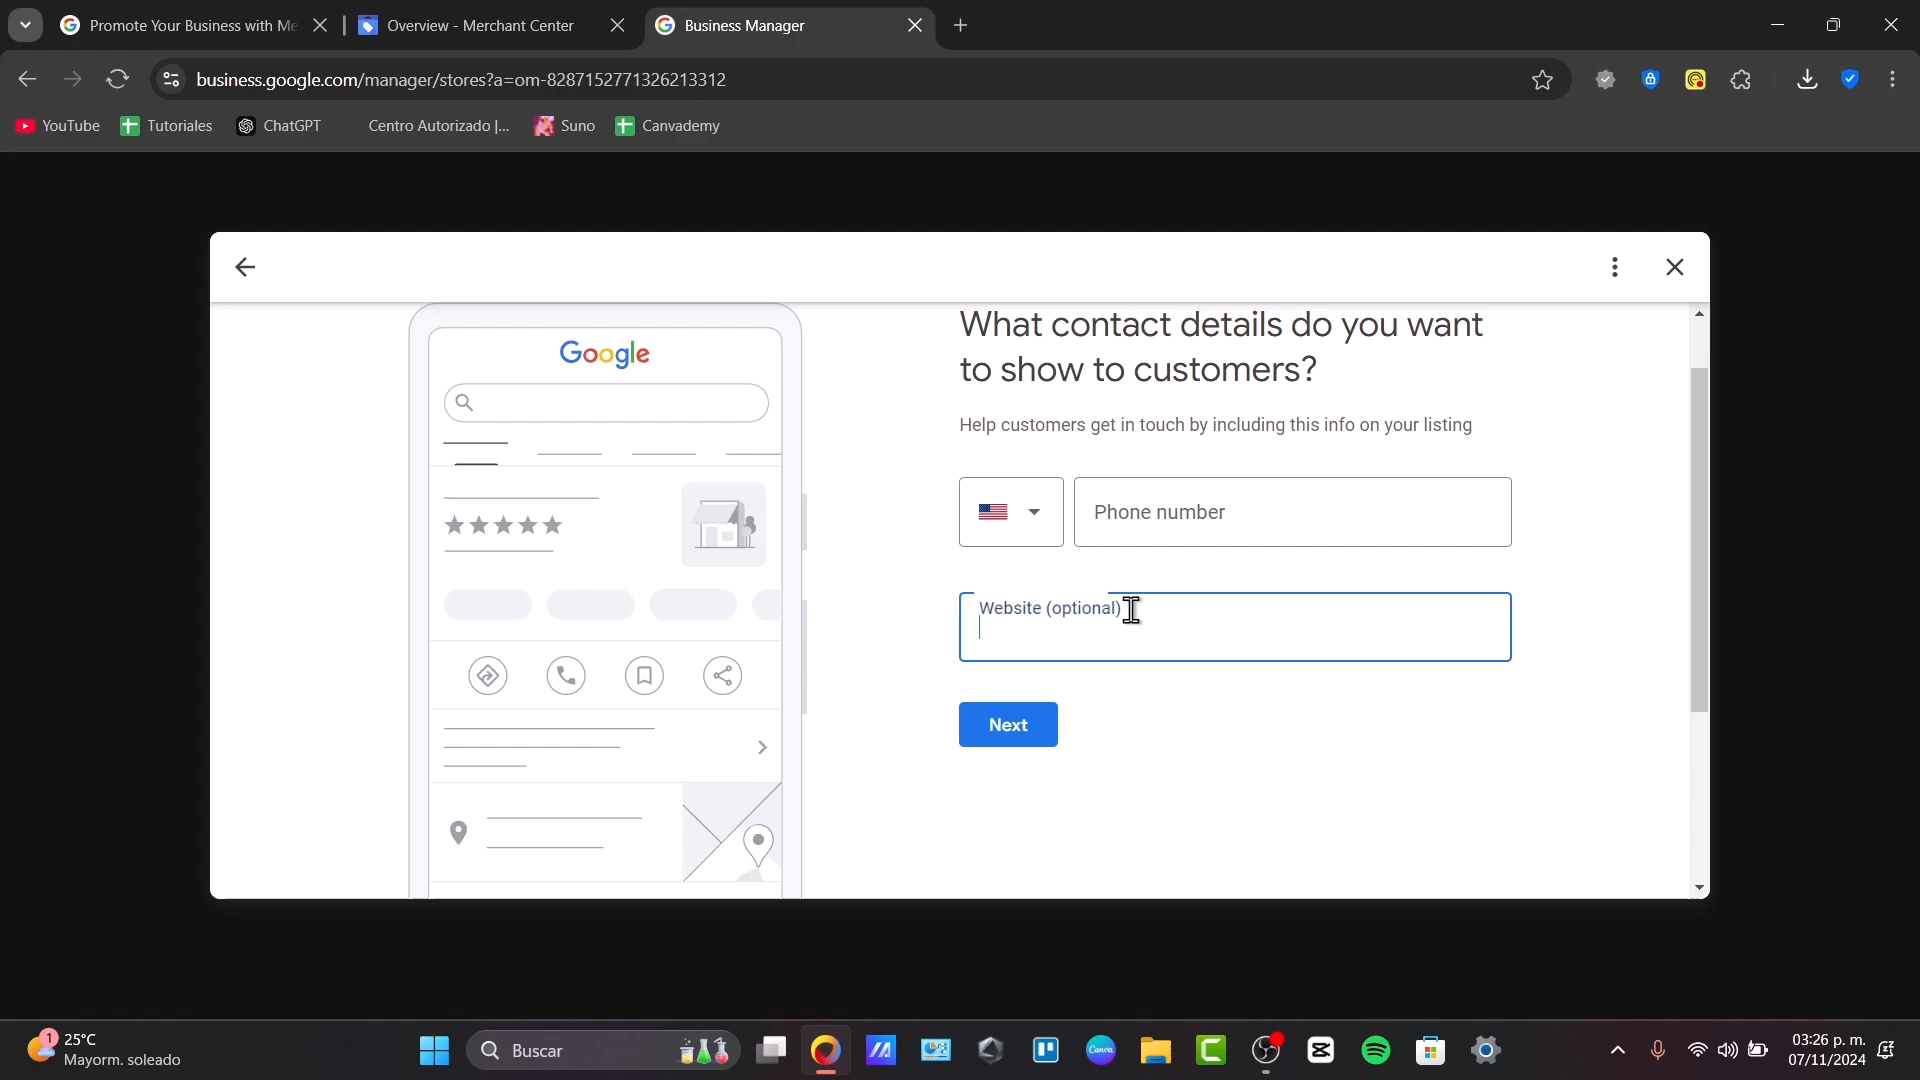 Promote Your Business with Me
Overview - Merchant Center
Business Manager
business.google.com/manager/stores?a=om-8287152771326213312
YouTube
Tutoriales
ChatGPT
Centro Autorizado |...
Suno
Canvademy
Google
What contact details do you want
to show to customers?
Help customers get in touch by including this info on your listing
Phone number
Website (optional)
Next
1
25°C
Mayorm. soleado
Buscar
Canva
03:26 p. m.
07/11/2024